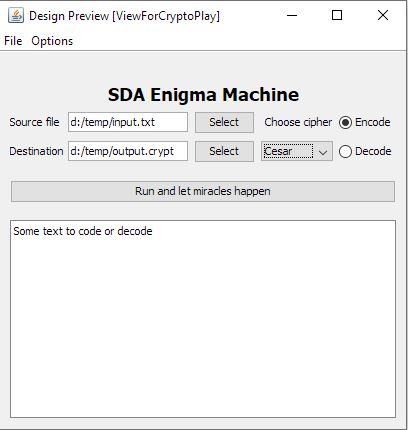 Design Preview [ViewForCryptoPlay]
File Options
SDA Enigma Machine
Source file d:/temp/input.txt Select Choose cipher Encode
Destination d:/temp/output.crypt Select Cesar Decode
Run and let miracles happen
Some text to code or decode